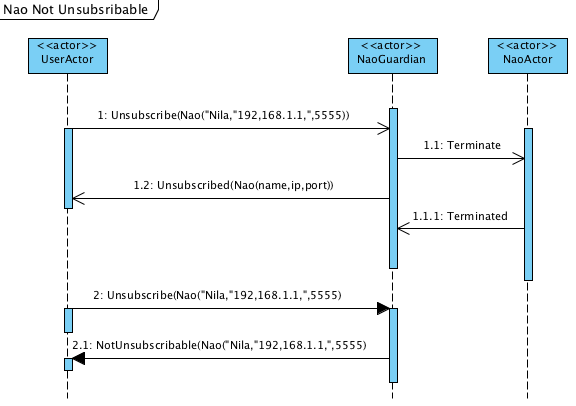 Nao Not Unsubsribable
<<actor>> <<actor>> <<actor>>
UserActor NaoGuardian NaoActor
1: Unsubscribe(Nao("Nila,"192,168.1.1,",5555))
1.1: Terminate
1.2: Unsubscribed(Nao(name,ip,port))
1.1.1: Terminated
2: Unsubscribe(Nao("Nila,"192,168.1.1,",5555)
2.1: NotUnsubscribable(Nao("Nila,"192,168.1.1,",5555)